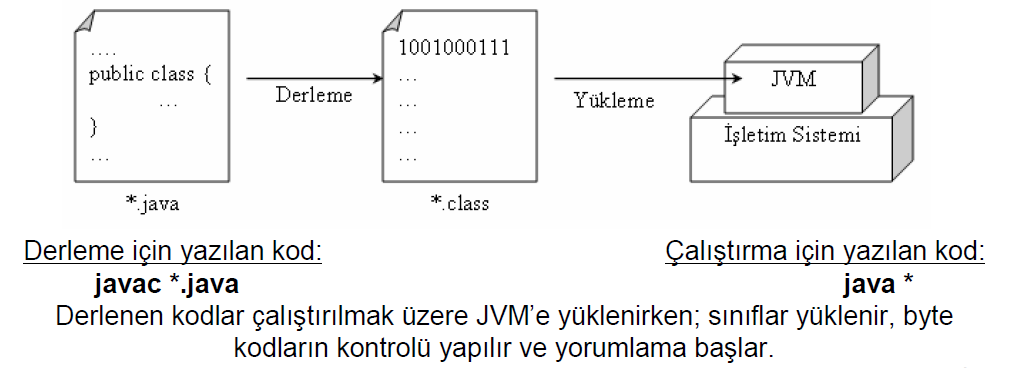 ....
public class {
...
}
...
*.java
Derleme
1001000111
...
...
...
...
*.class
Yükleme
JVM
İşletim Sistemi
Derleme için yazılan kod:
javac *.java
Çalıştırma için yazılan kod:
java *
Derlenen kodlar çalıştırılmak üzere JVM’e yüklenirken; sınıflar yüklenir, byte
kodların kontrolü yapılır ve yorumlama başlar.